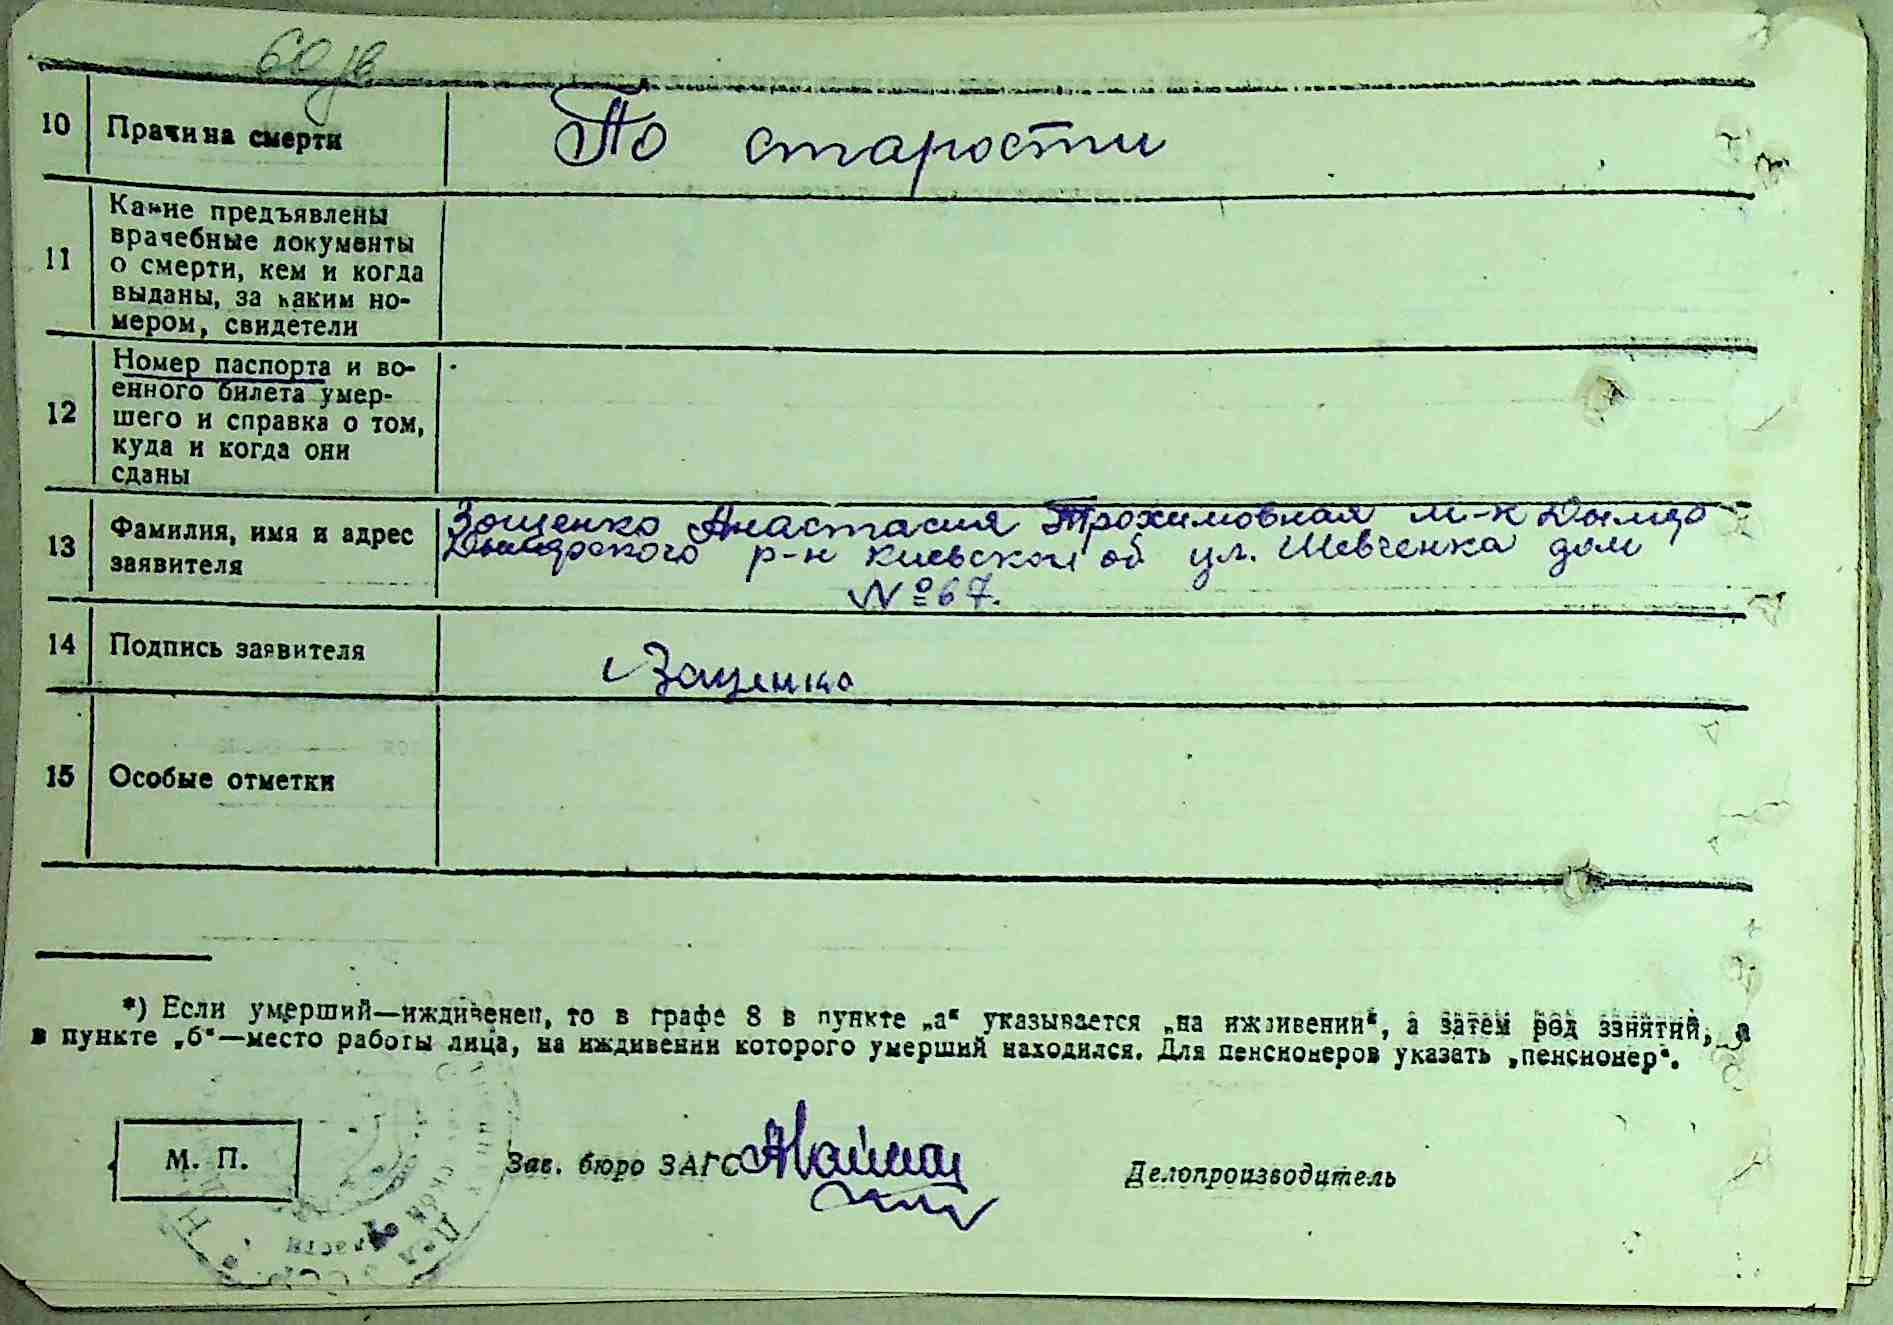 10 Причина смерти По старости
11 Какие предъявлены
врачебные документы
о смерти, кем и когда
выданы, за каким но-
мером, свидетели
12 Номер паспорта и во-
енного билета умер-
шего и справка о том,
куда и когда они
сданы
13 Фамилия, имя и адрес
заявителя
Зощенко Анастасия Трохимовная м-к Дымер
Дымерского р-н киевской об ул. Шевченка дом
№ 67.
14 Подпись заявителя Зощенко
15 Особые отметки
*) Если умерший—иждивенец, то в графе 8 в пункте „а“ указывается „на иждивении“, а затем род занятий, а
в пункте „б“—место работы лица, на иждивении которого умерший находился. Для пенсионеров указать „пенсионер“.
М. П. Зав. бюро ЗАГС Делопроизводитель